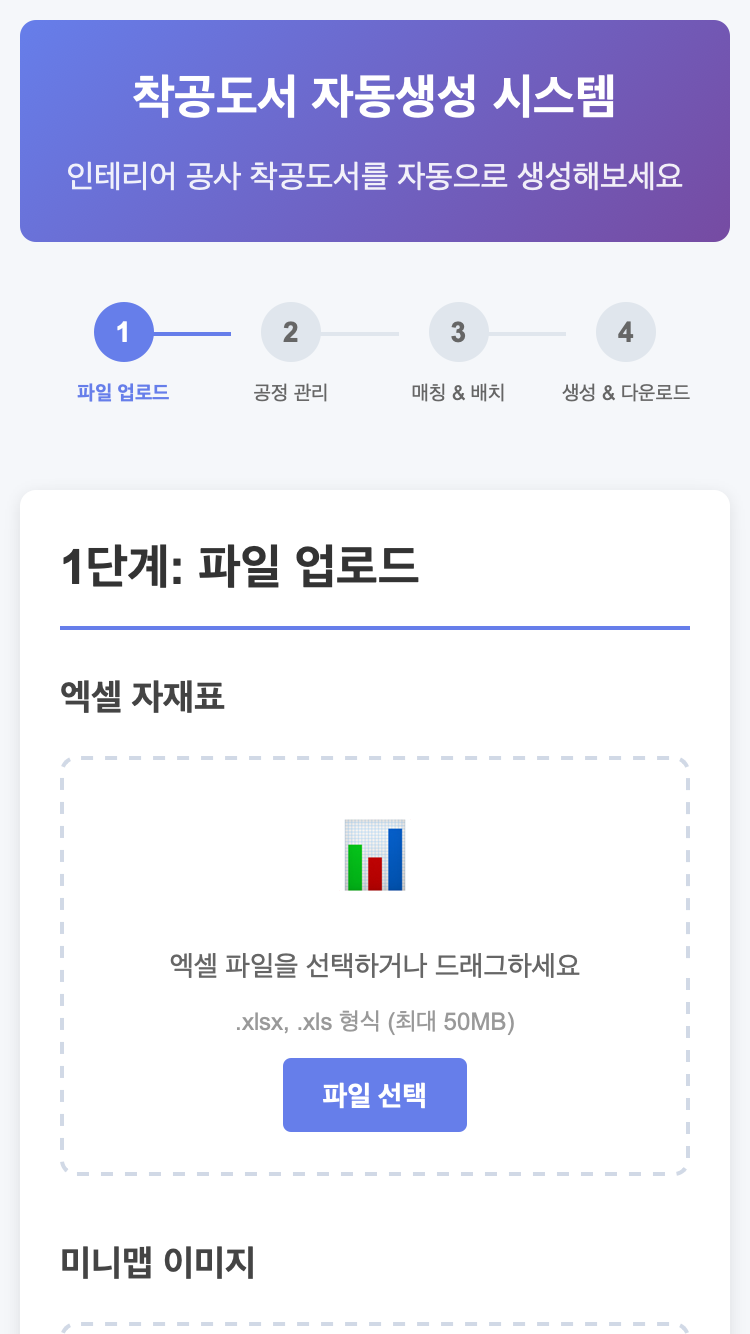 착공도서 자동생성 시스템
인테리어 공사 착공도서를 자동으로 생성해보세요
1
2
3
4
파일 업로드
공정 관리
매칭 & 배치
생성 & 다운로드
1단계: 파일 업로드
엑셀 자재표
엑셀 파일을 선택하거나 드래그하세요
.xlsx, .xls 형식 (최대 50MB)
파일 선택
미니맵 이미지